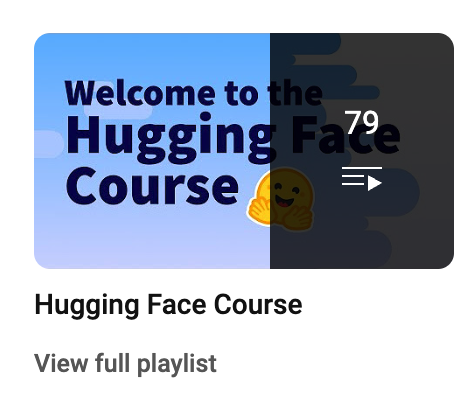 Welcome to the
Hugging Face
Course
79
Hugging Face Course
View full playlist